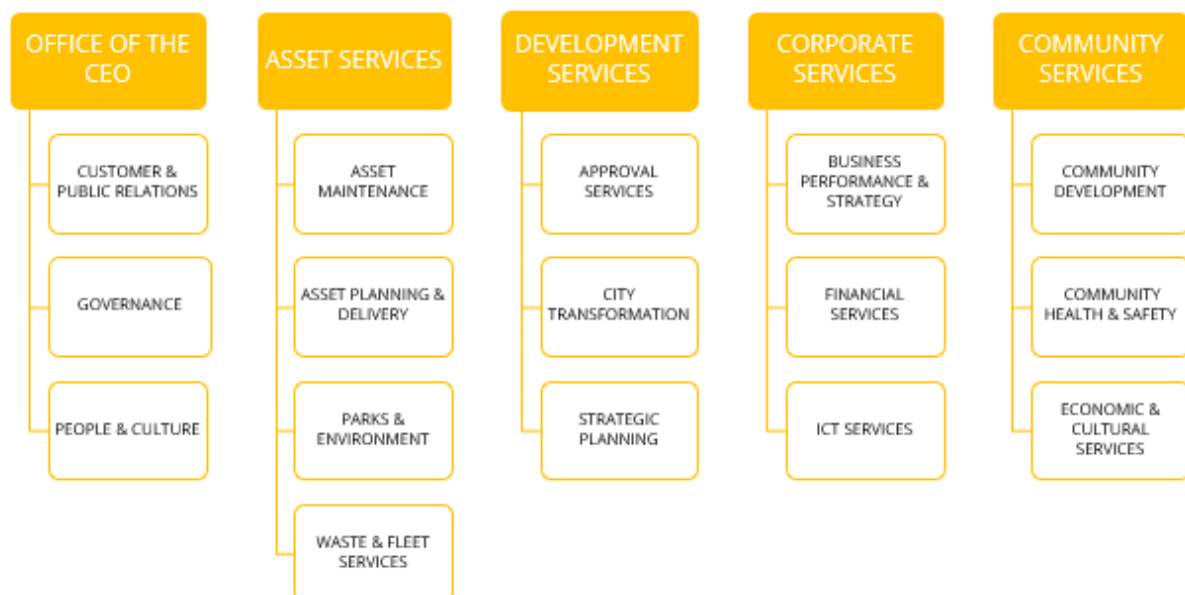 OFFICE OF THE
CEO
CUSTOMER &
PUBLIC RELATIONS
GOVERNANCE
PEOPLE & CULTURE
ASSET SERVICES
ASSET
MAINTENANCE
ASSET PLANNING &
DELIVERY
PARKS &
ENVIRONMENT
WASTE & FLEET
SERVICES
DEVELOPMENT
SERVICES
APPROVAL
SERVICES
CITY
TRANSFORMATION
STRATEGIC
PLANNING
CORPORATE
SERVICES
BUSINESS
PERFORMANCE &
STRATEGY
FINANCIAL
SERVICES
ICT SERVICES
COMMUNITY
SERVICES
COMMUNITY
DEVELOPMENT
COMMUNITY
HEALTH & SAFETY
ECONOMIC &
CULTURAL
SERVICES